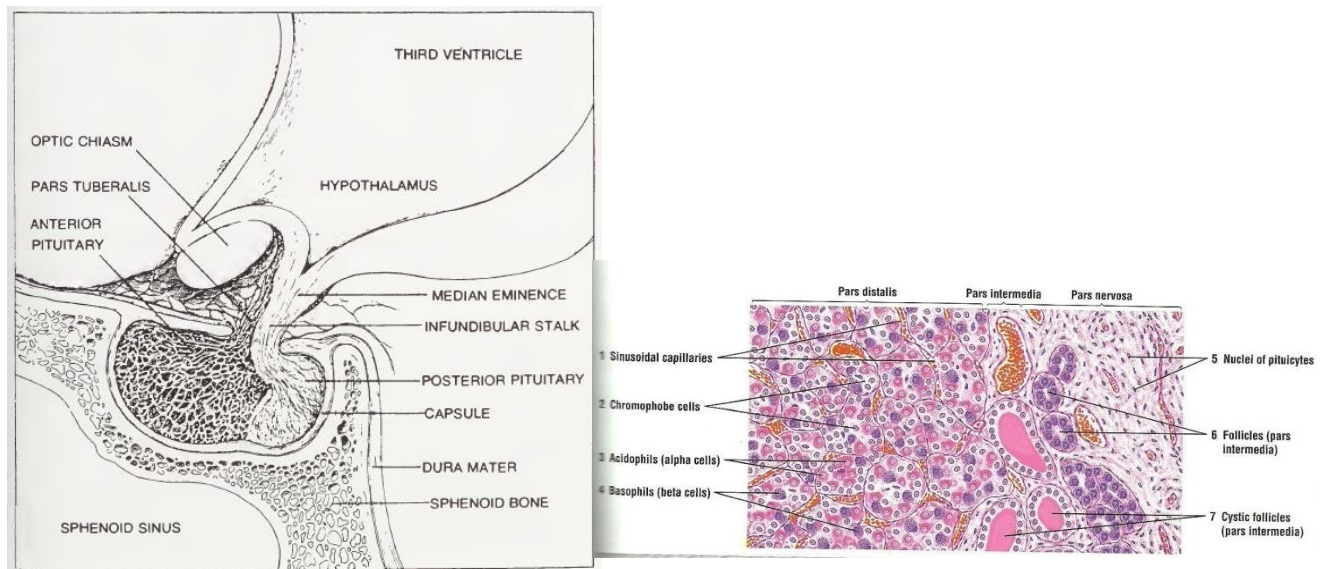 THIRD VENTRICLE
OPTIC CHIASM
PARS TUBERALIS
HYPOTHALAMUS
ANTERIOR
PITUITARY
MEDIAN EMINENCE
INFUNDIBULAR STALK
POSTERIOR PITUITARY
CAPSULE
DURA MATER
SPHENOID BONE
SPHENOID SINUS
Pars distalis
Pars intermedia
Pars nervosa
1 Sinusoidal capillaries
2 Chromophobe cells
3 Acidophils (alpha cells)
4 Basophils (beta cells)
5 Nuclei of pituicytes
6 Follicles (pars
intermedia)
7 Cystic follicles
(pars intermedia)